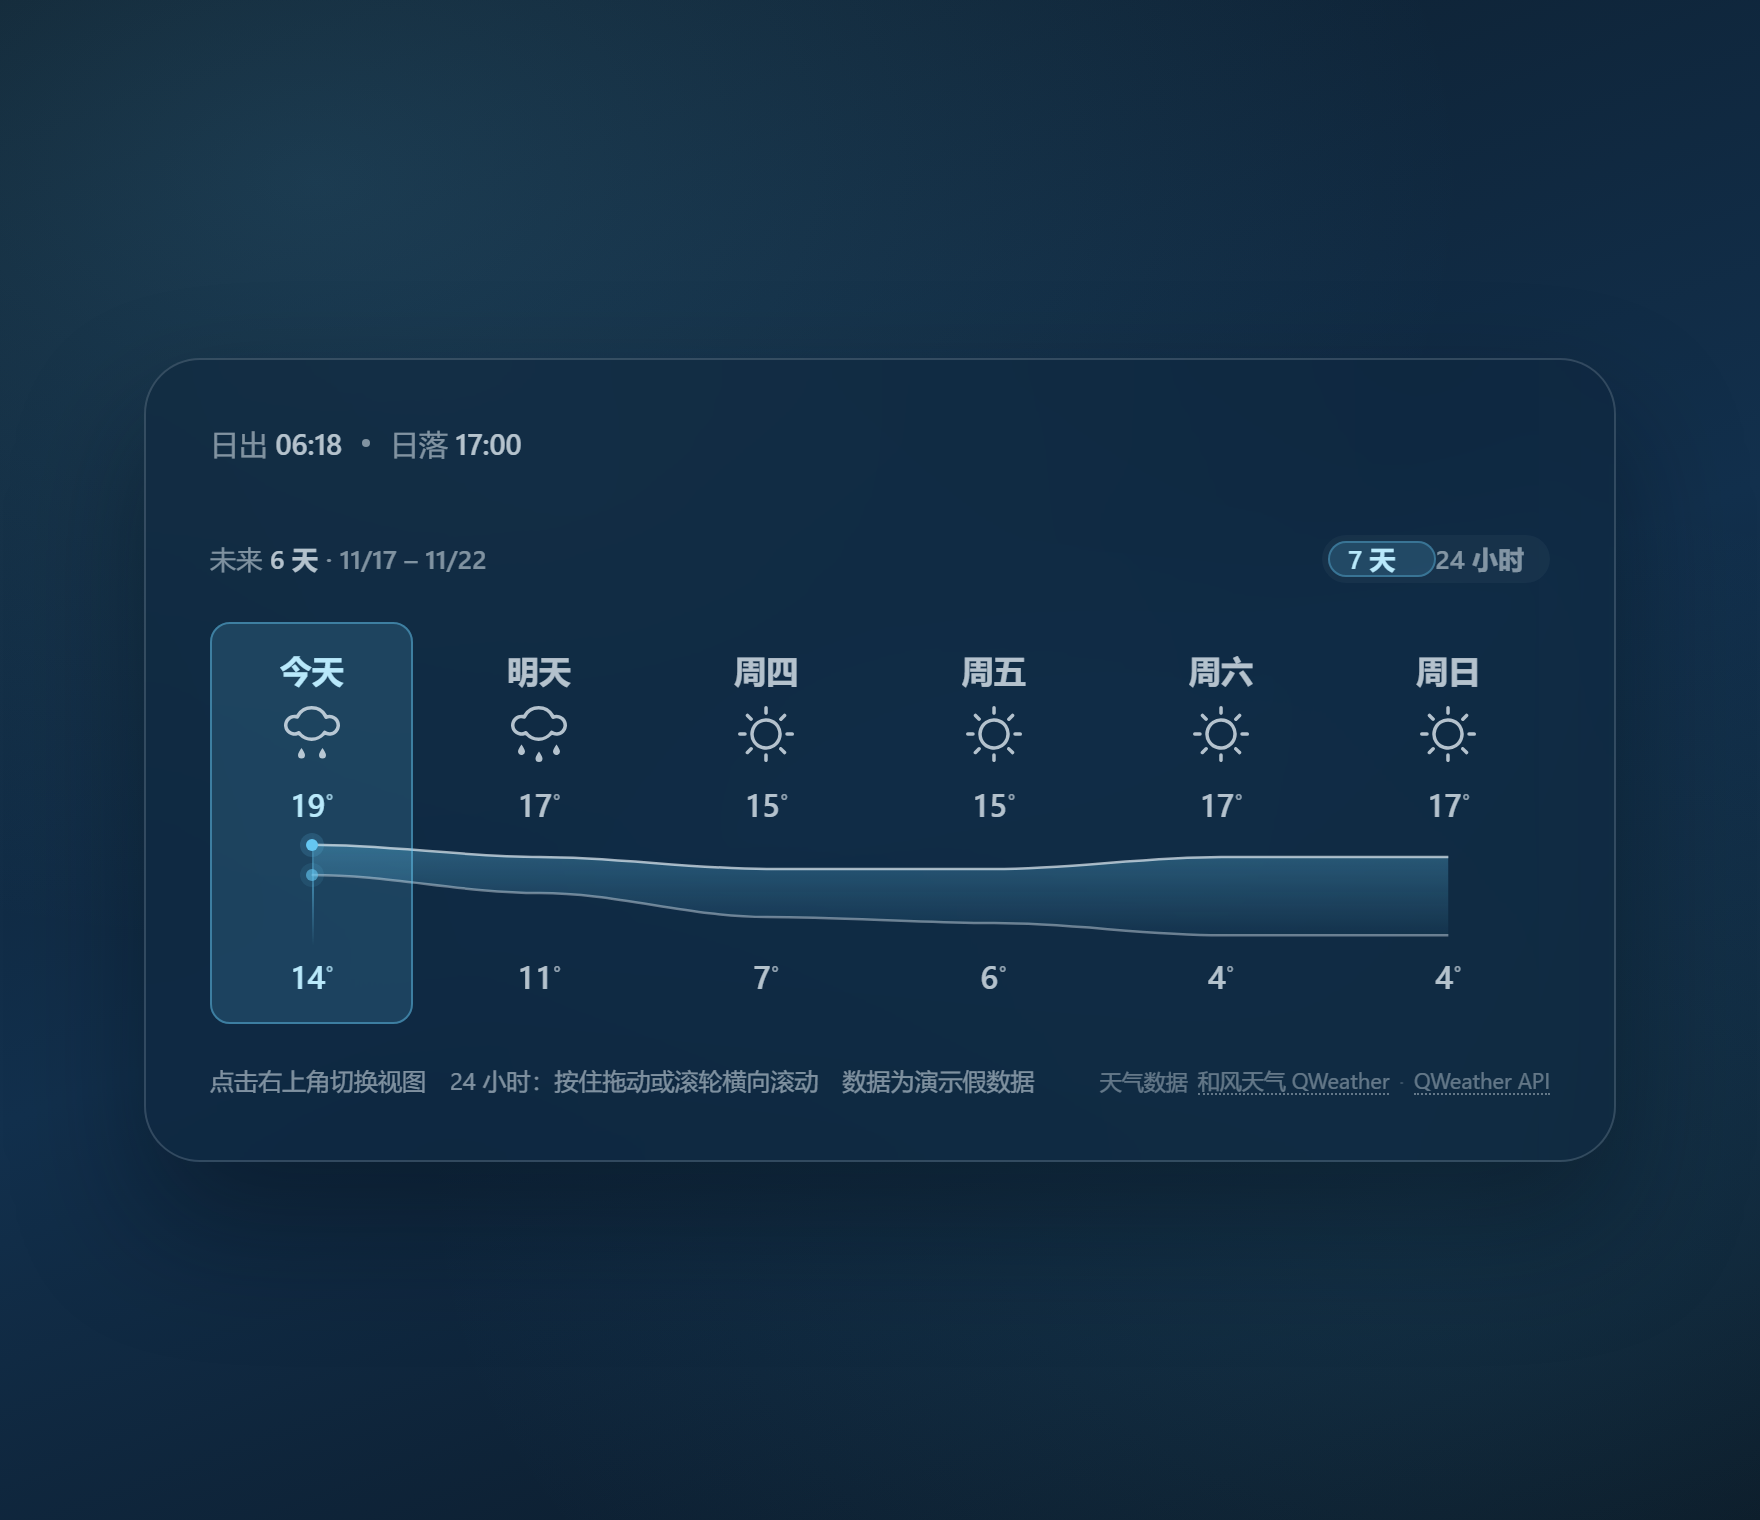 日出 06:18 • 日落 17:00
未来 6 天 · 11/17 – 11/22
7 天 24 小时
今天 明天 周四 周五 周六 周日
19° 17° 15° 15° 17° 17°
14° 11° 7° 6° 4° 4°
点击右上角切换视图 24 小时：按住拖动或滚轮横向滚动 数据为演示假数据 天气数据 和风天气 QWeather · QWeather API